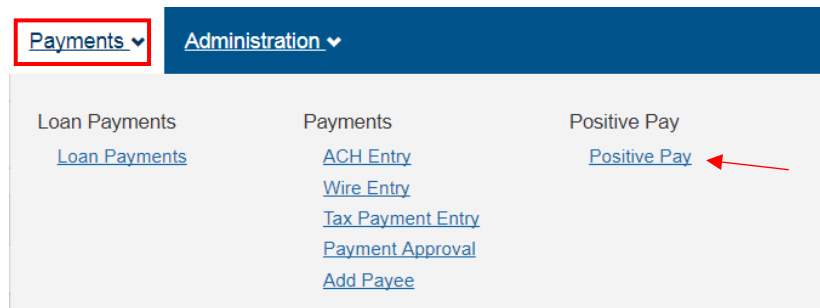 Payments Administration
Loan Payments Payments Positive Pay
Loan Payments ACH Entry Positive Pay
Wire Entry
Tax Payment Entry
Payment Approval
Add Payee